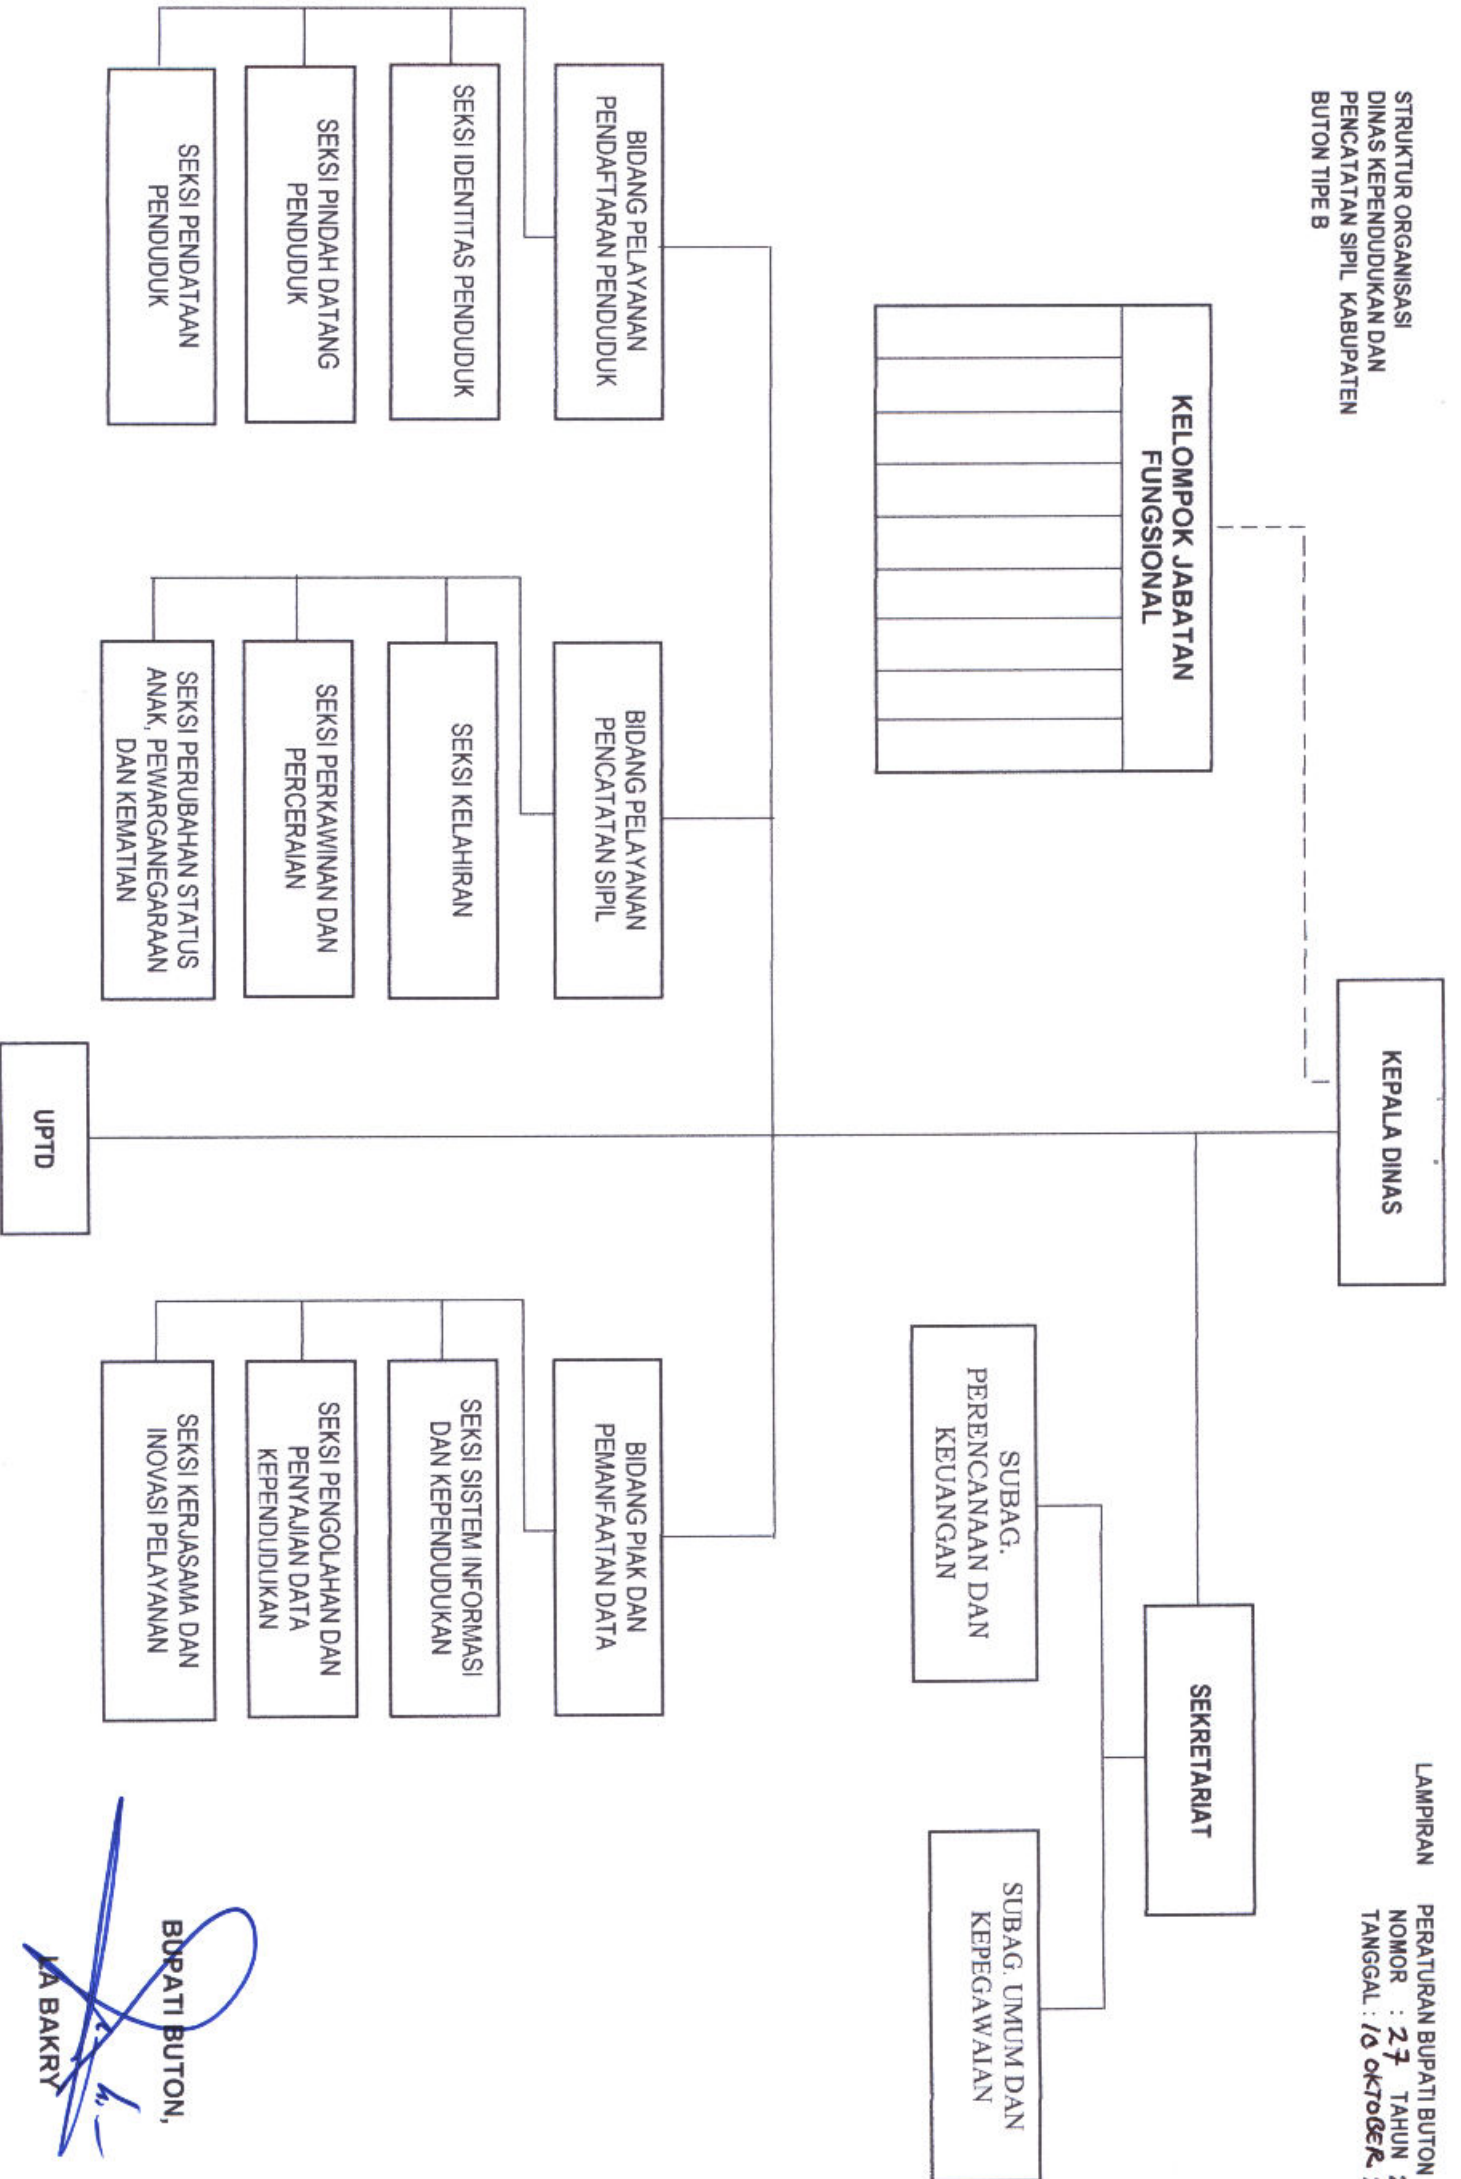 STRUKTUR ORGANISASI
DINAS KEPENDUDUKAN DAN
PENCATATAN SIPIL KABUPATEN
BUTON TIPE B
LAMPIRAN PERATURAN BUPATI BUTON
NOMOR : 27 TAHUN
TANGGAL : 10 OKTOBER
KEPALA DINAS
KELOMPOK JABATAN
FUNGSIONAL
SEKRETARIAT
SUBAG.
PERENCANAAN DAN
KEUANGAN
SUBAG. UMUM DAN
KEPEGAWAIAN
BIDANG PELAYANAN
PENDAFTARAN PENDUDUK
SEKSI IDENTITAS PENDUDUK
SEKSI PINDAH DATANG
PENDUDUK
SEKSI PENDATAAN
PENDUDUK
BIDANG PELAYANAN
PENCATATAN SIPIL
SEKSI KELAHIRAN
SEKSI PERKAWINAN DAN
PERCERAIAN
SEKSI PERUBAHAN STATUS
ANAK, PEWARGANEGARAAN
DAN KEMATIAN
BIDANG PIAK DAN
PEMANFAATAN DATA
SEKSI SISTEM INFORMASI
DAN KEPENDUDUKAN
SEKSI PENGOLAHAN DAN
PENYAJIAN DATA
KEPENDUDUKAN
SEKSI KERJASAMA DAN
INOVASI PELAYANAN
UPTD
BUPATI BUTON,
LA BAKRY